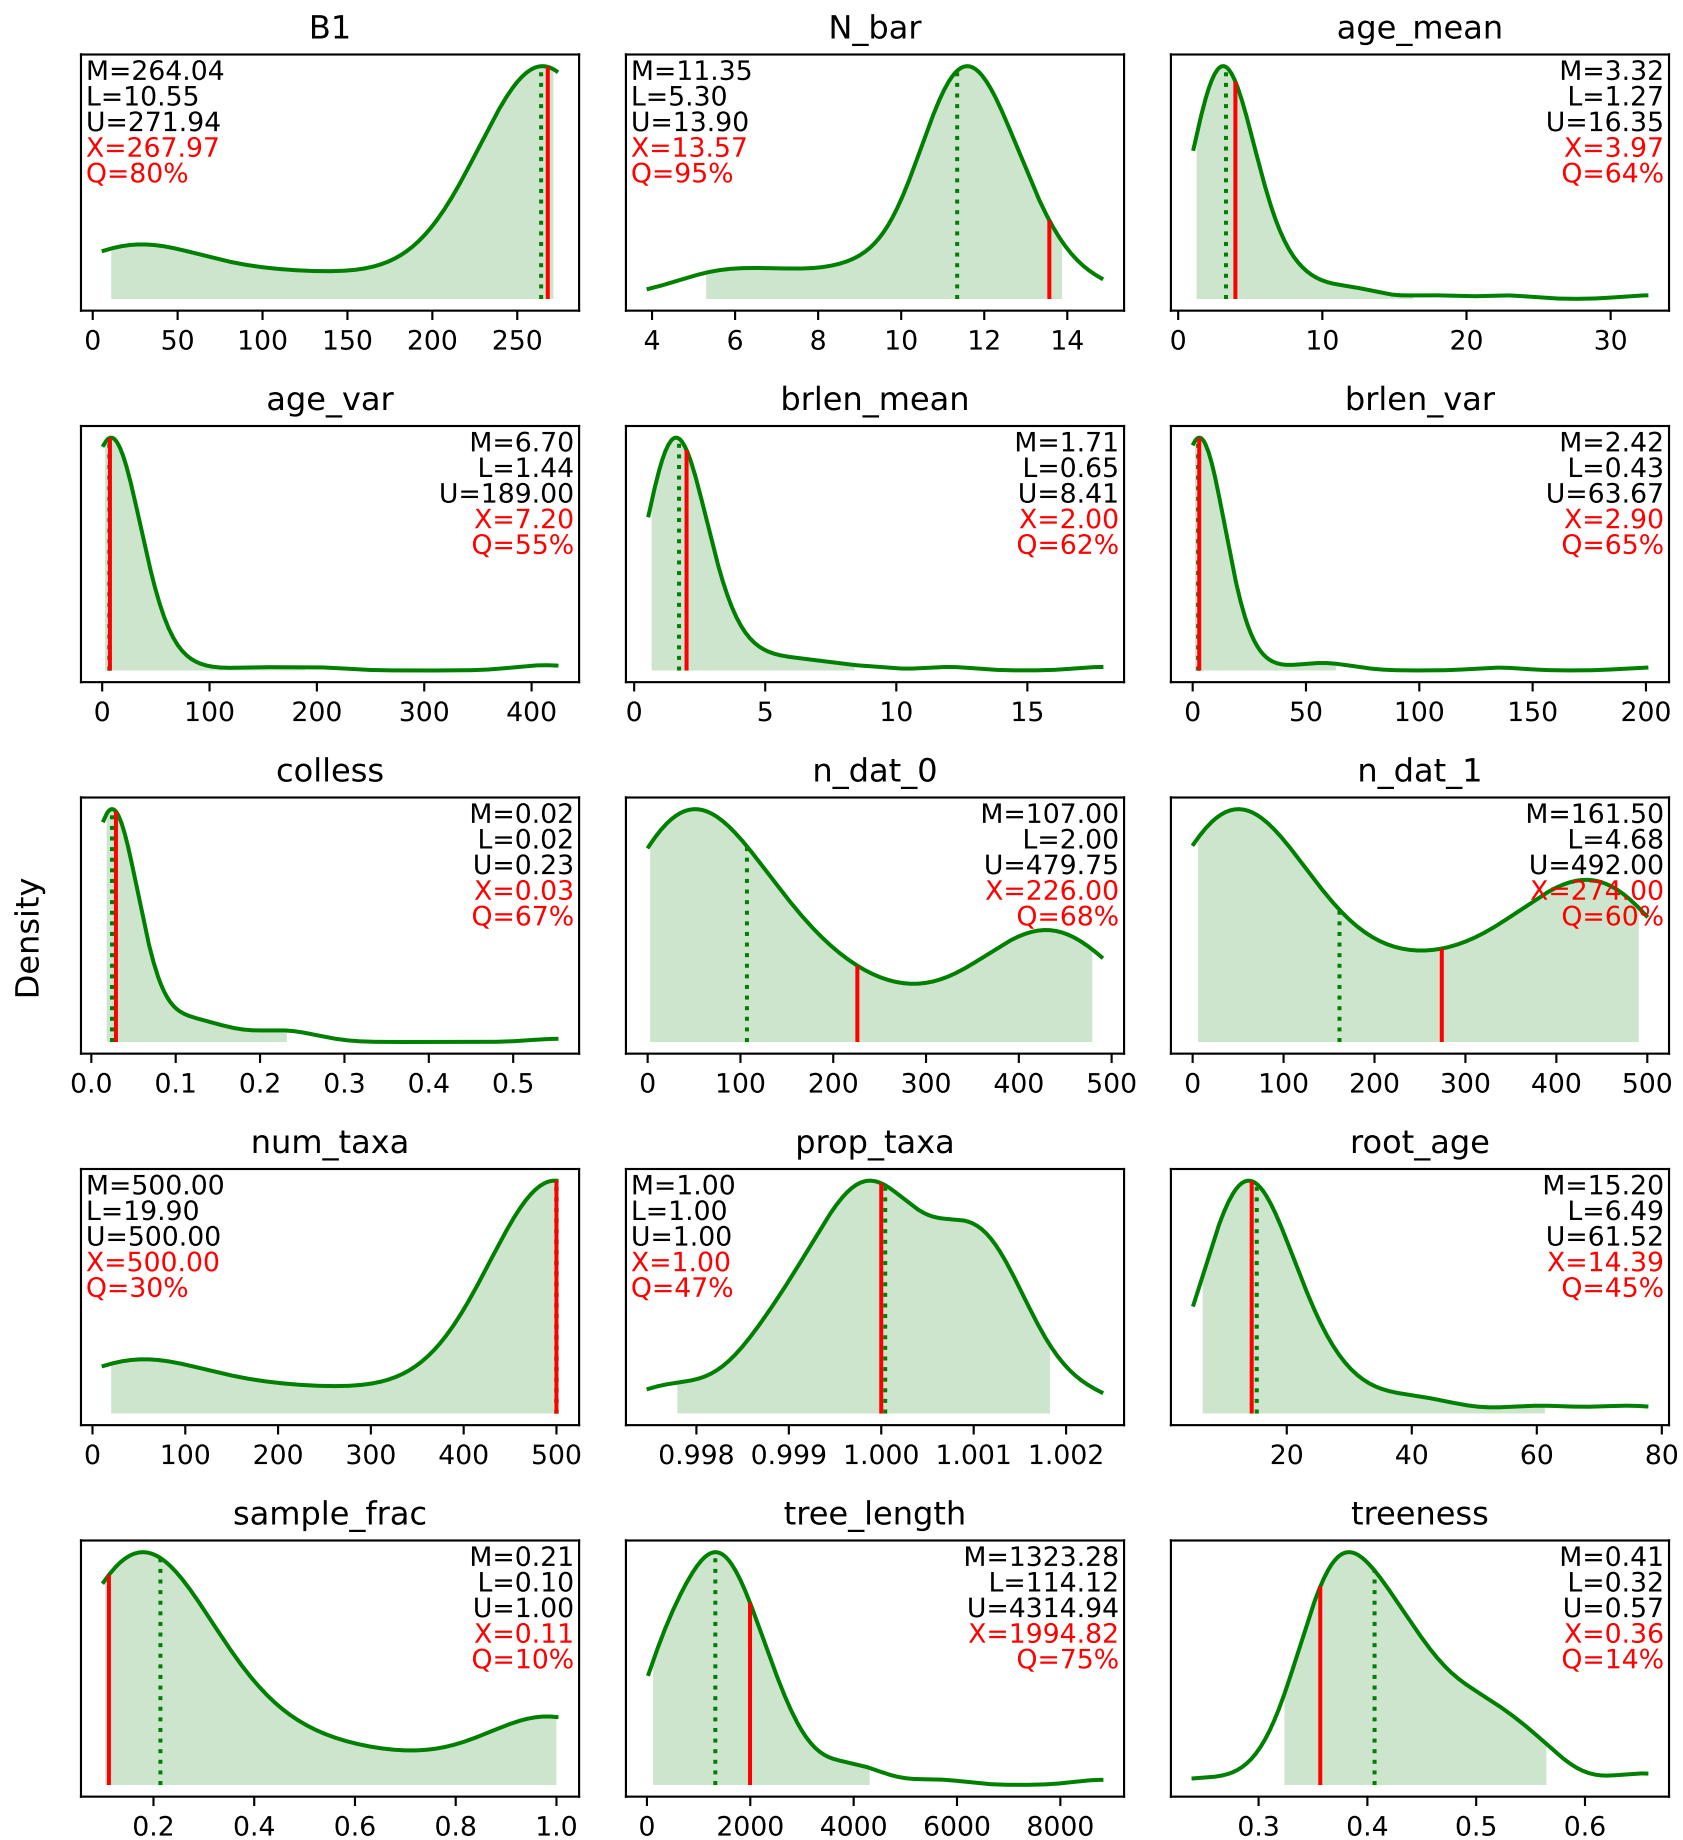 B1
M=264.04
L=10.55
U=271.94
X=267.97
Q=80%
0 50 100 150 200 250
N_bar
M=11.35
L=5.30
U=13.90
X=13.57
Q=95%
4 6 8 10 12 14
age_mean
M=3.32
L=1.27
U=16.35
X=3.97
Q=64%
0 10 20 30
age_var
M=6.70
L=1.44
U=189.00
X=7.20
Q=55%
0 100 200 300 400
brlen_mean
M=1.71
L=0.65
U=8.41
X=2.00
Q=62%
0 5 10 15
brlen_var
M=2.42
L=0.43
U=63.67
X=2.90
Q=65%
0 50 100 150 200
Density
colless
M=0.02
L=0.02
U=0.23
X=0.03
Q=67%
0.0 0.1 0.2 0.3 0.4 0.5
n_dat_0
M=107.00
L=2.00
U=479.75
X=226.00
Q=68%
0 100 200 300 400 500
n_dat_1
M=161.50
L=4.68
U=492.00
X=274.00
Q=60%
0 100 200 300 400 500
num_taxa
M=500.00
L=19.90
U=500.00
X=500.00
Q=30%
0 100 200 300 400 500
prop_taxa
M=1.00
L=1.00
U=1.00
X=1.00
Q=47%
0.998 0.999 1.000 1.001 1.002
root_age
M=15.20
L=6.49
U=61.52
X=14.39
Q=45%
20 40 60 80
sample_frac
M=0.21
L=0.10
U=1.00
X=0.11
Q=10%
0.2 0.4 0.6 0.8 1.0
tree_length
M=1323.28
L=114.12
U=4314.94
X=1994.82
Q=75%
0 2000 4000 6000 8000
treeness
M=0.41
L=0.32
U=0.57
X=0.36
Q=14%
0.3 0.4 0.5 0.6